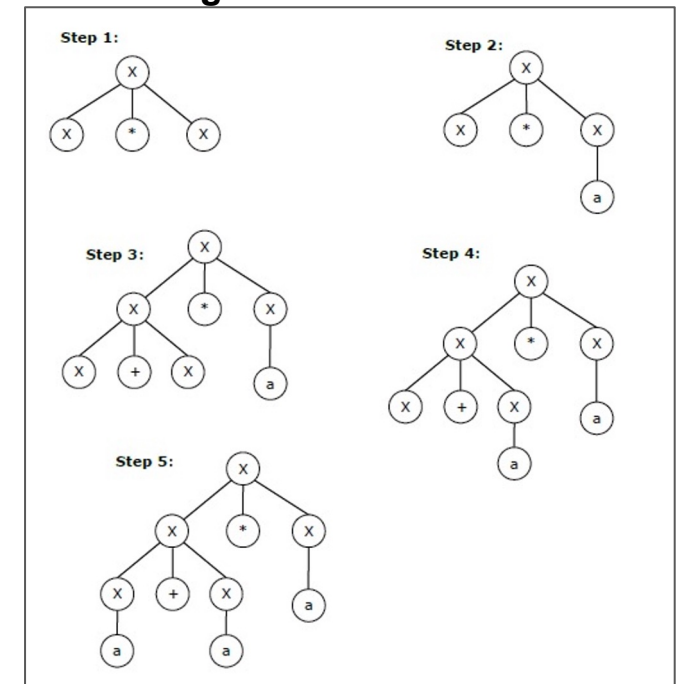 Step 1:
X
X * X
Step 2:
X
X * X
a
Step 3:
X
X * X
X + X
a
Step 4:
X
X * X
X + X
a
a
Step 5:
X
X * X
X + X
a
a a